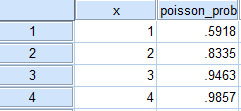 x poisson_prob
1 1 .5918
2 2 .8335
3 3 .9463
4 4 .9857